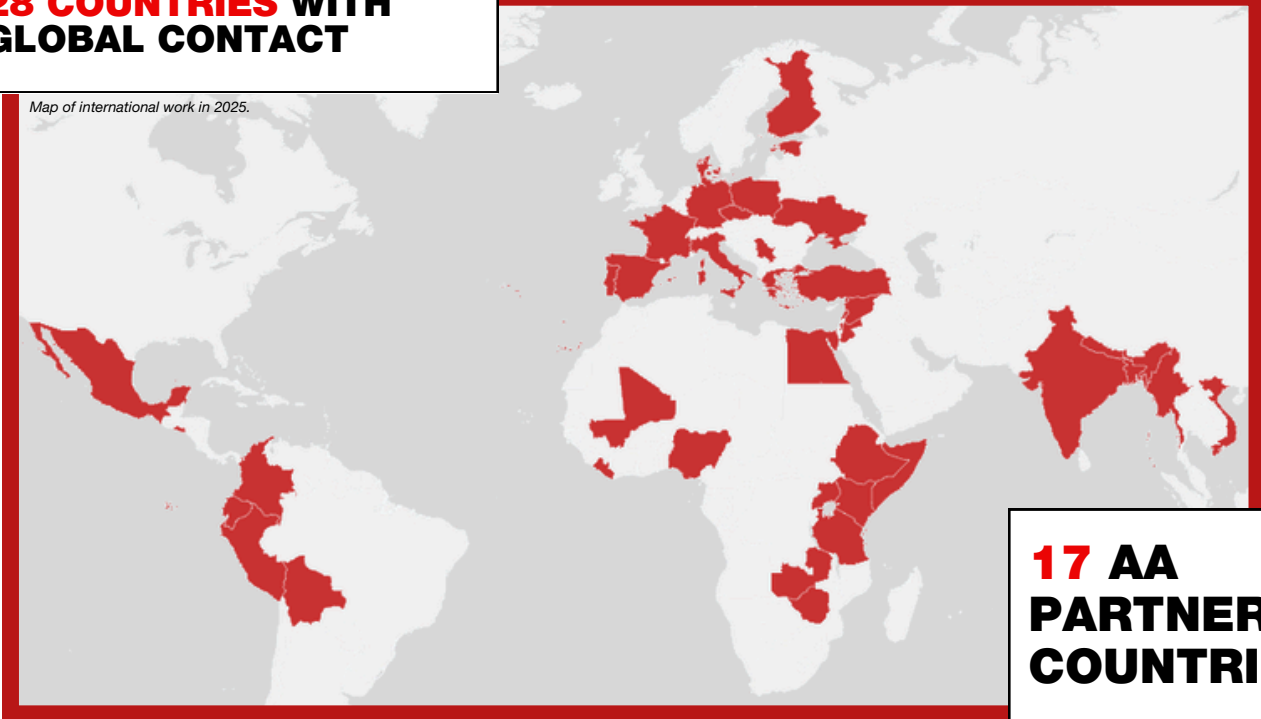 28 COUNTRIES WITH
GLOBAL CONTACT
Map of international work in 2025.
17 AA
PARTNER
COUNTRI